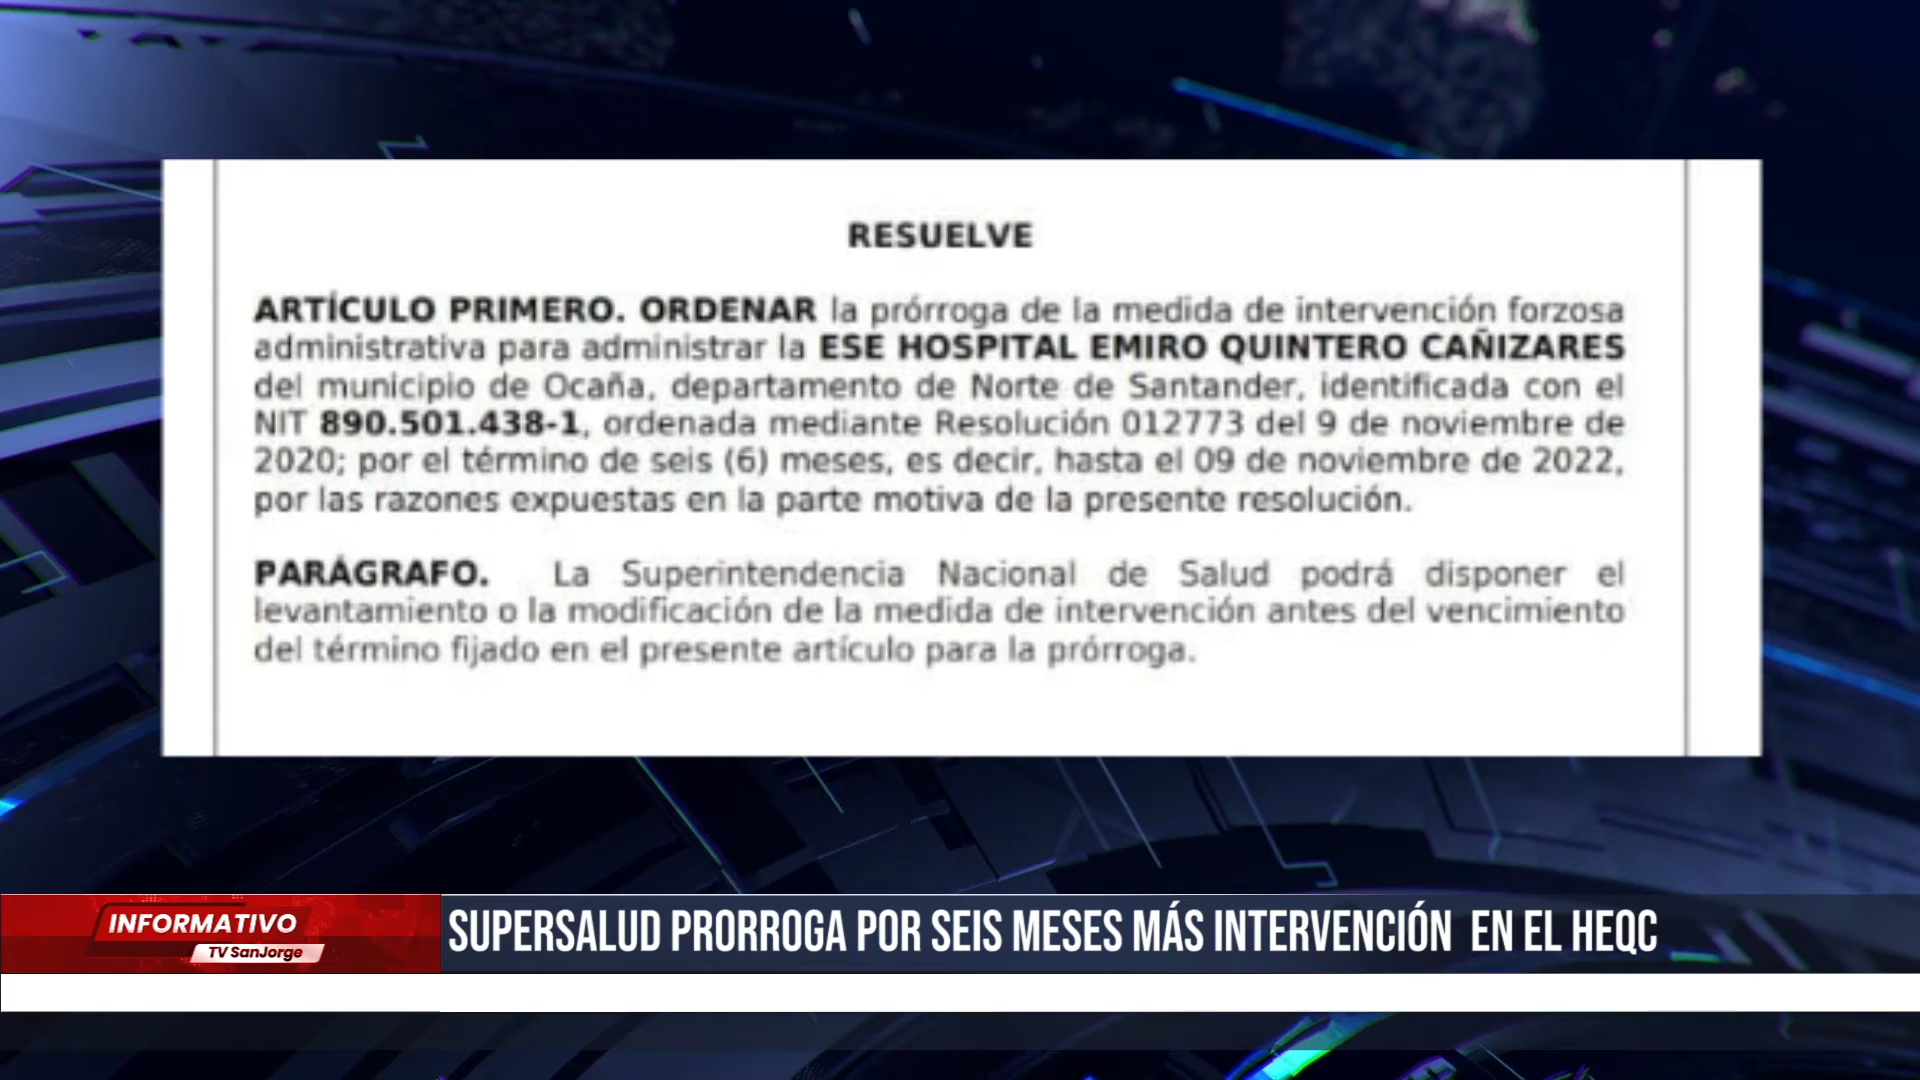 RESUELVE
ARTÍCULO PRIMERO. ORDENAR la prórroga de la medida de intervención forzosa
administrativa para administrar la ESE HOSPITAL EMIRO QUINTERO CAÑIZARES
del municipio de Ocaña, departamento de Norte de Santander, identificada con el
NIT 890.501.438-1, ordenada mediante Resolución 012773 del 9 de noviembre de
2020; por el término de seis (6) meses, es decir, hasta el 09 de noviembre de 2022,
por las razones expuestas en la parte motiva de la presente resolución.
PARÁGRAFO. La Superintendencia Nacional de Salud podrá disponer el
levantamiento o la modificación de la medida de intervención antes del vencimiento
del término fijado en el presente artículo para la prórroga.
INFORMATIVO
TV SanJorge
SUPERSALUD PRORROGA POR SEIS MESES MÁS INTERVENCIÓN EN EL HEQC